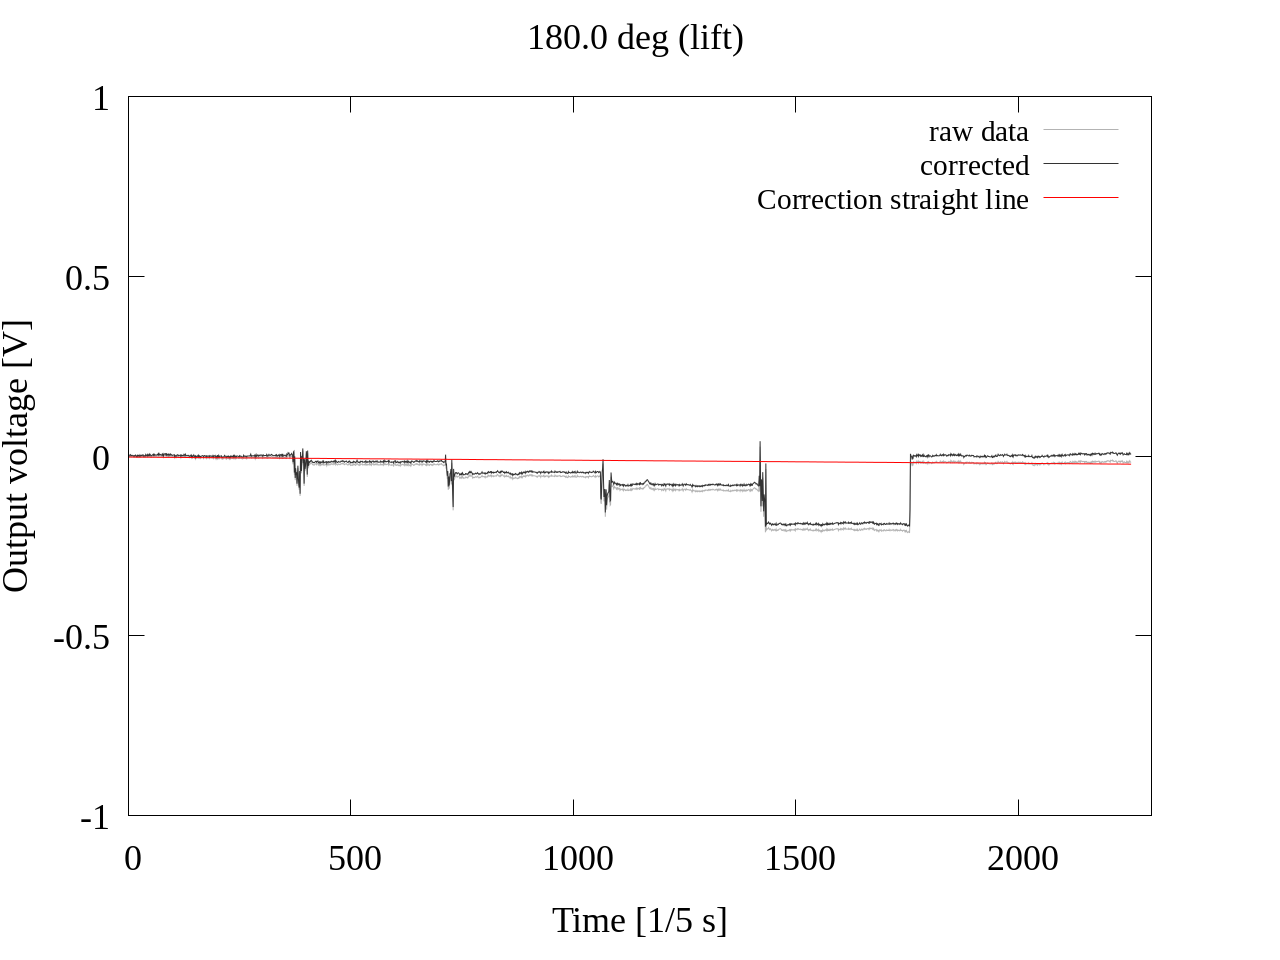 180.0 deg (lift)
1
raw data
corrected
Correction straight line
0.5
Output voltage [V]
0
-0.5
-1
0 500 1000 1500 2000
Time [1/5 s]